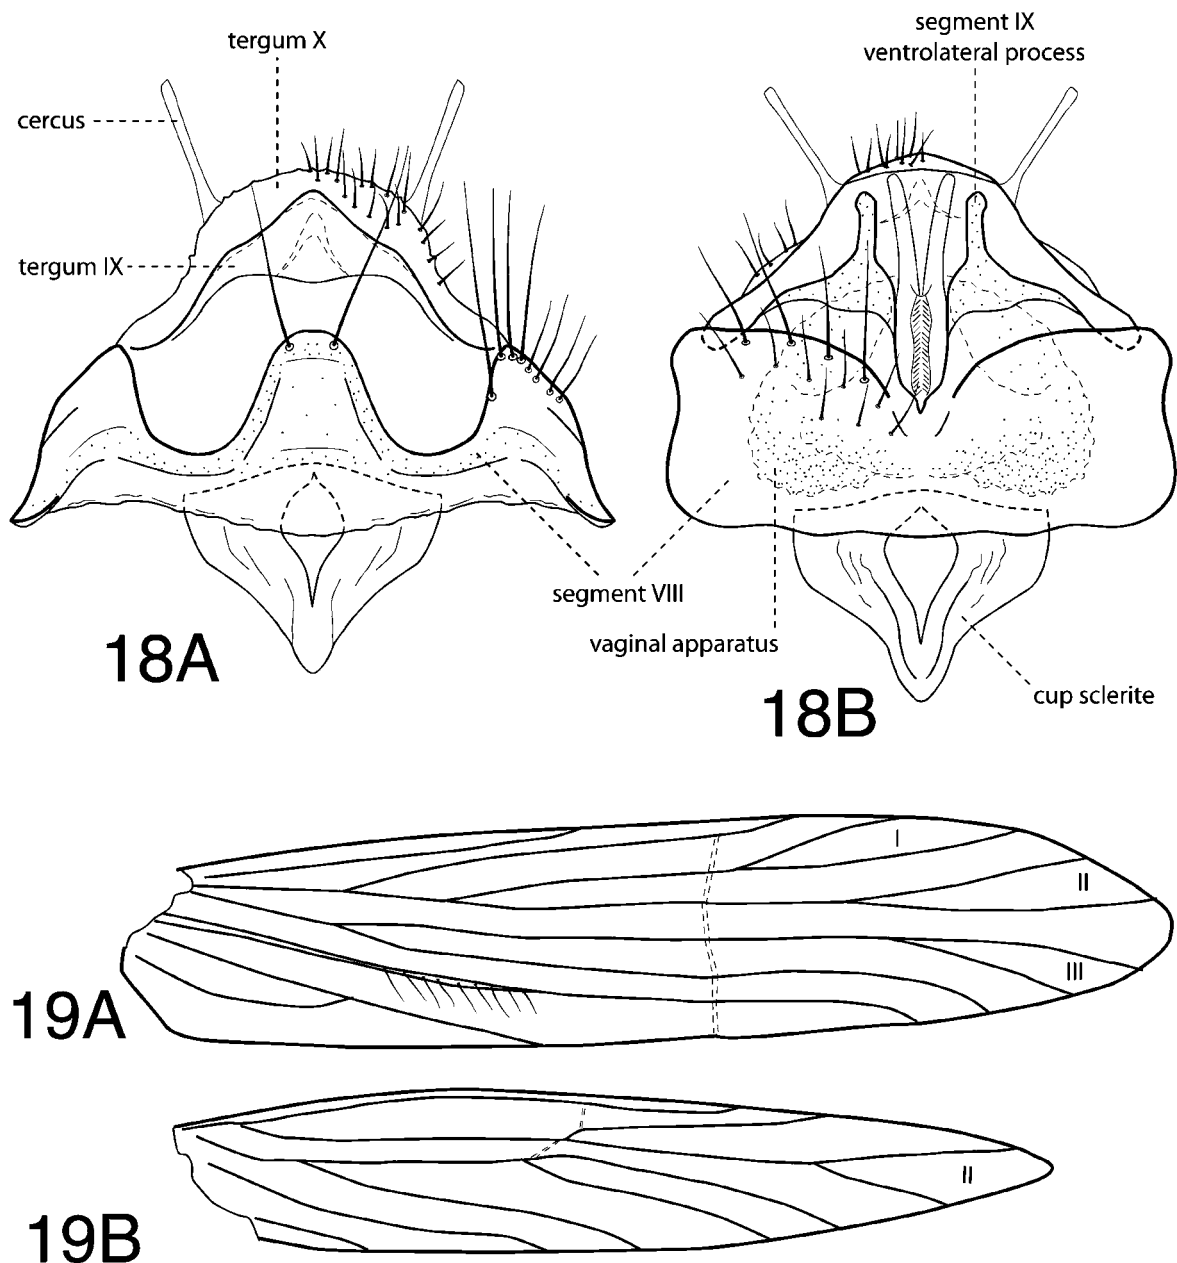 tergum X
cercus
tergum IX
segment IX
ventrolateral process
segment VIII
vaginal apparatus
cup sclerite
18A
18B
I
II
III
19A
II
19B